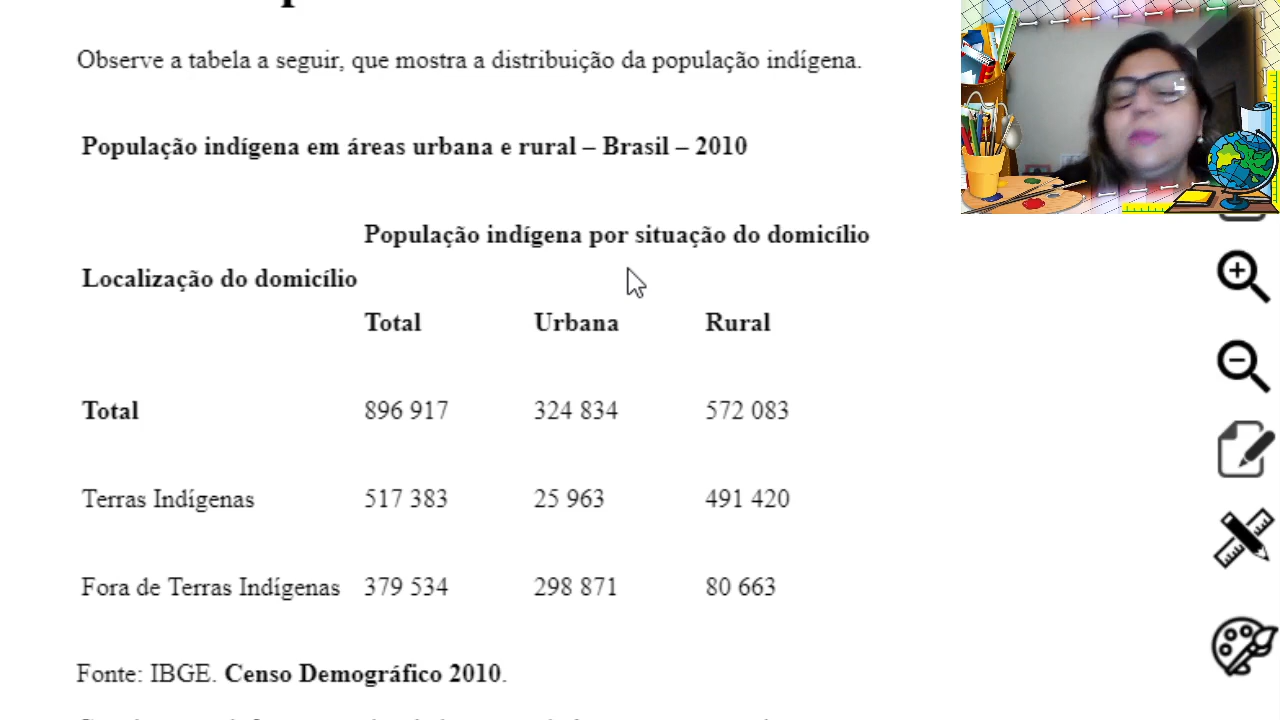 Observe a tabela a seguir, que mostra a distribuição da população indígena.
População indígena em áreas urbana e rural – Brasil – 2010
População indígena por situação do domicílio
Localização do domicílio
Total Urbana Rural
Total 896 917 324 834 572 083
Terras Indígenas 517 383 25 963 491 420
Fora de Terras Indígenas 379 534 298 871 80 663
Fonte: IBGE. Censo Demográfico 2010.